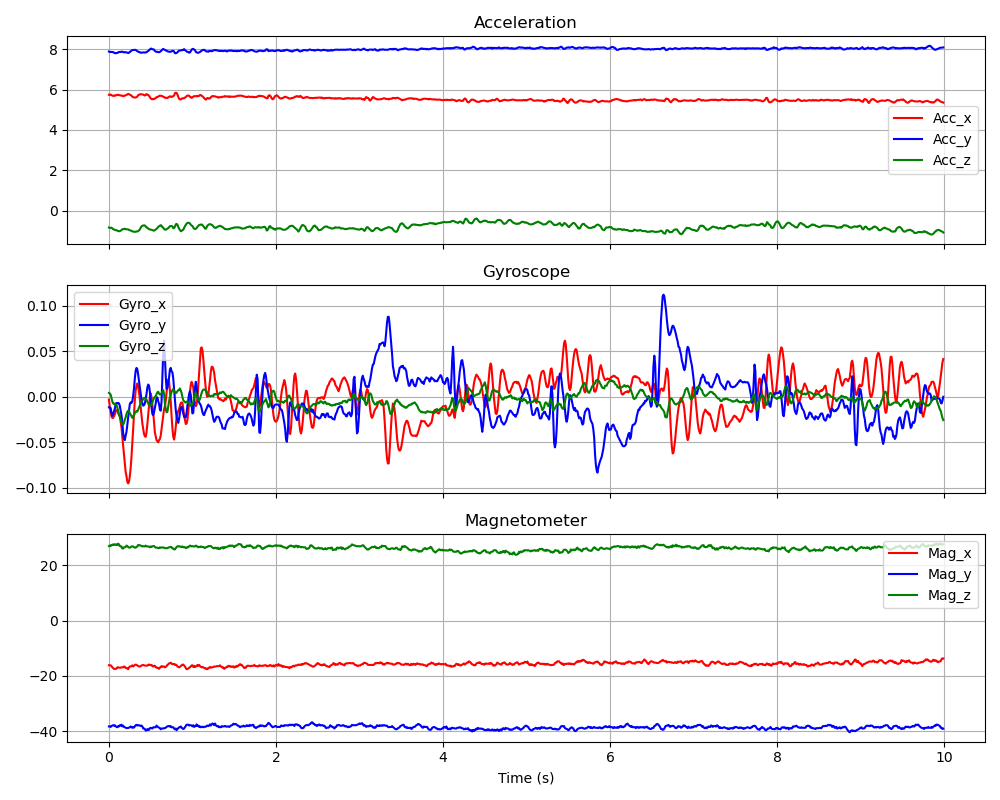 Acceleration
8
6
4
2
0
Acc_x
Acc_y
Acc_z
Gyroscope
0.10
0.05
0.00
−0.05
−0.10
Gyro_x
Gyro_y
Gyro_z
Magnetometer
20
0
−20
−40
Mag_x
Mag_y
Mag_z
0 2 4 6 8 10
Time (s)